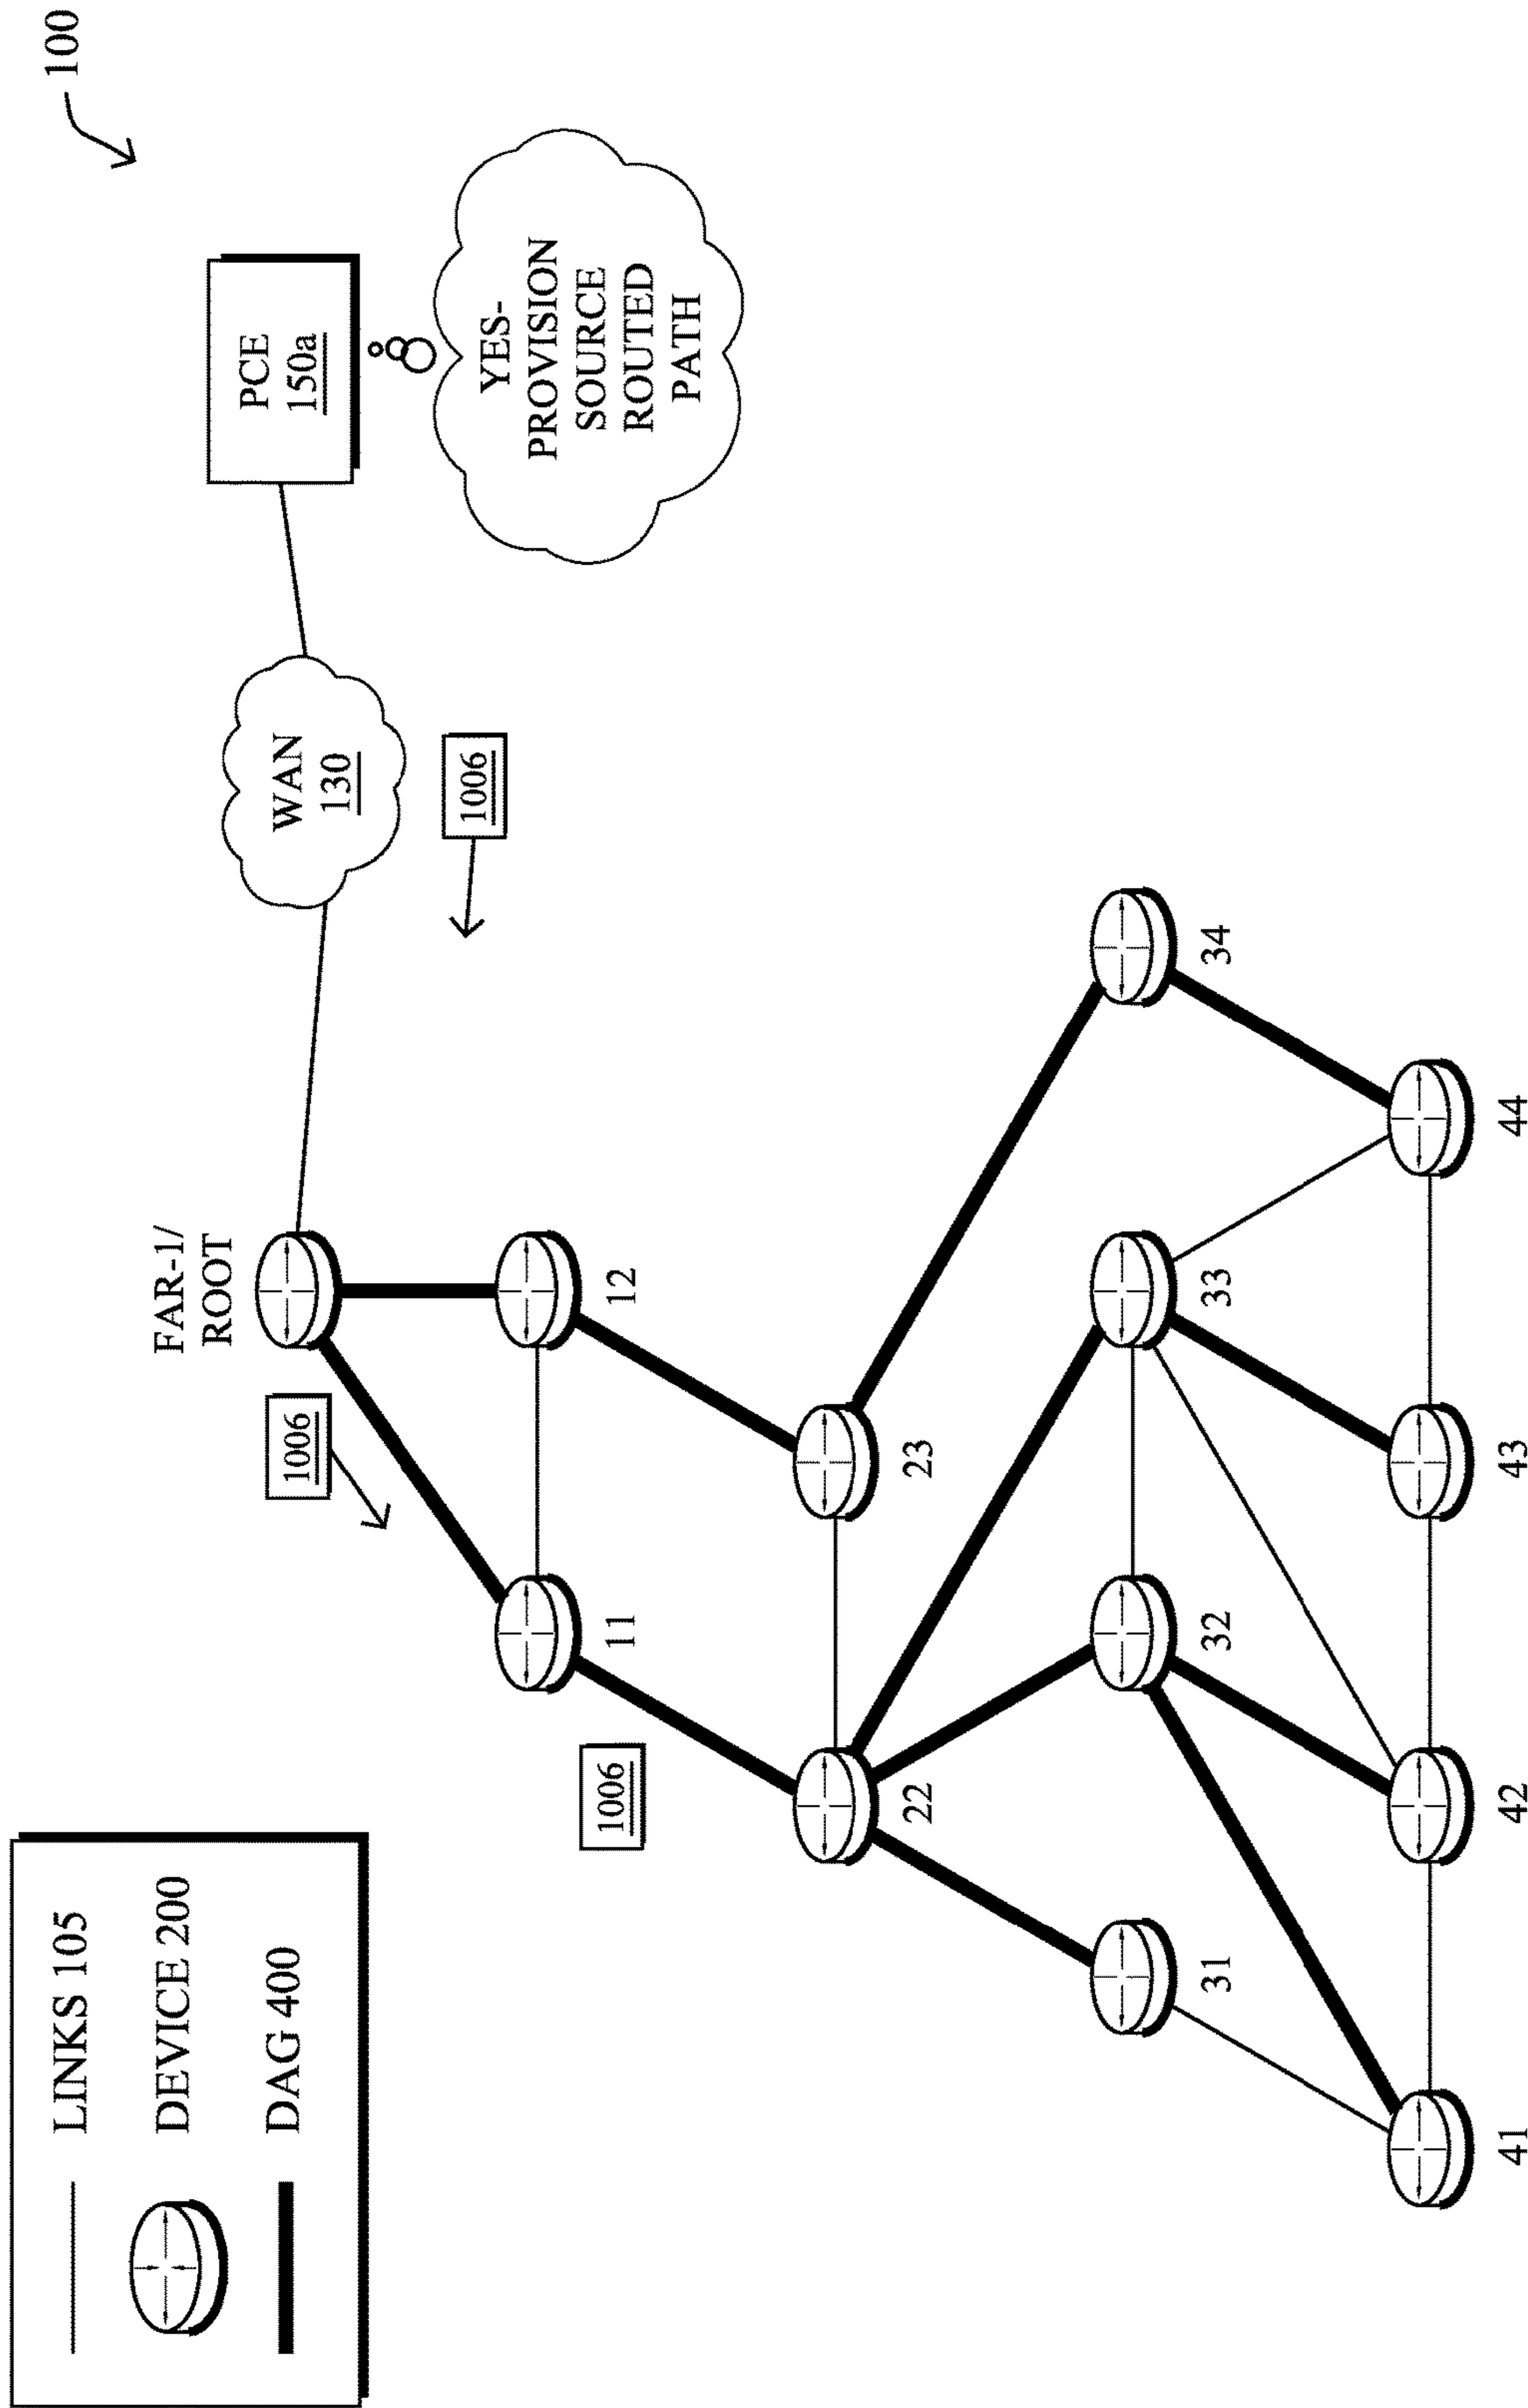 LINKS 105
DEVICE 200
DAG 400
100
FAR-1/
ROOT
WAN
130
PCE
150a
YES-
PROVISION
SOURCE
ROUTED
PATH
1006
1006
1006
11
12
22
23
31
32
33
34
41
42
43
44